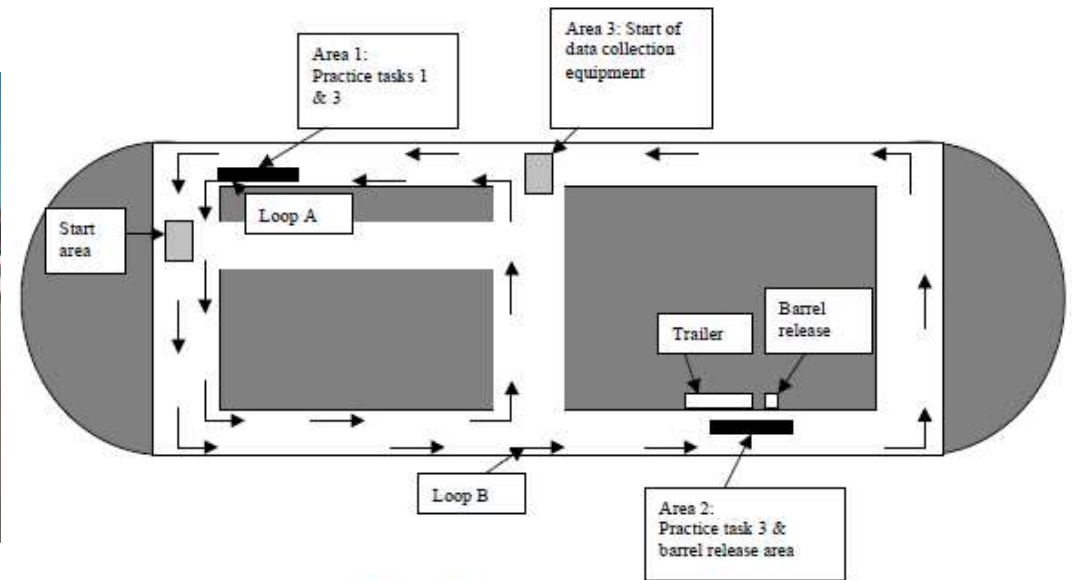 Area 1:
Practice tasks 1
& 3
Area 3: Start of
data collection
equipment
Loop A
Start
area
Trailer
Barrel
release
Loop B
Area 2:
Practice task 3 &
barrel release area